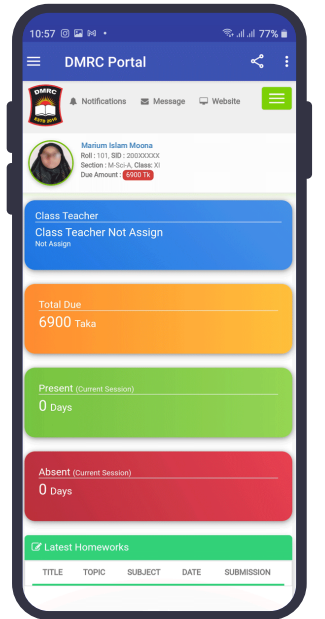 10:57 77%
DMRC Portal
DMRC
ESTD 2016
Notifications Message Website
Marium Islam Moona
Roll : 101, SID : 200XXXXX
Section : M-Sci-A, Class: XI
Due Amount : 6900 Tk
Class Teacher
Class Teacher Not Assign
Not Assign
Total Due
6900 Taka
Present (Current Session)
0 Days
Absent (Current Session)
0 Days
Latest Homeworks
TITLE TOPIC SUBJECT DATE SUBMISSION